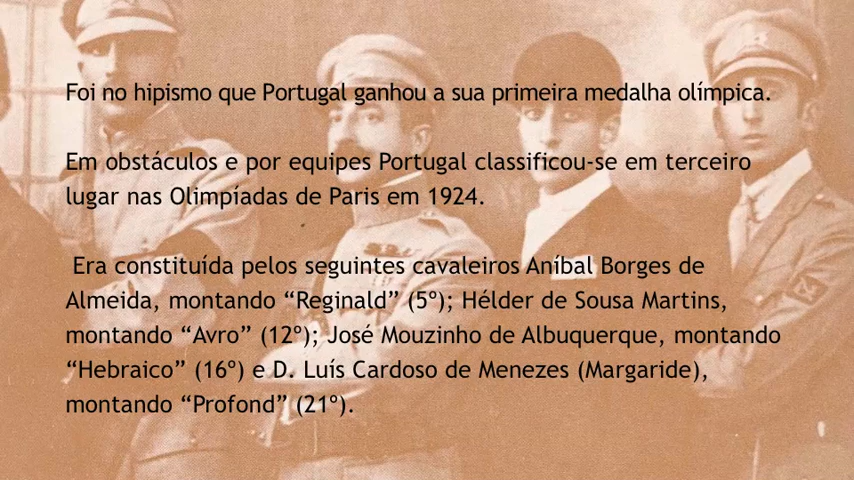 Foi no hipismo que Portugal ganhou a sua primeira medalha olímpica.
Em obstáculos e por equipes Portugal classificou-se em terceiro
lugar nas Olimpíadas de Paris em 1924.
Era constituída pelos seguintes cavaleiros Aníbal Borges de
Almeida, montando “Reginald” (5º); Hélder de Sousa Martins,
montando “Avro” (12º); José Mouzinho de Albuquerque, montando
“Hebraico” (16º) e D. Luís Cardoso de Menezes (Margaride),
montando “Profond” (21º).